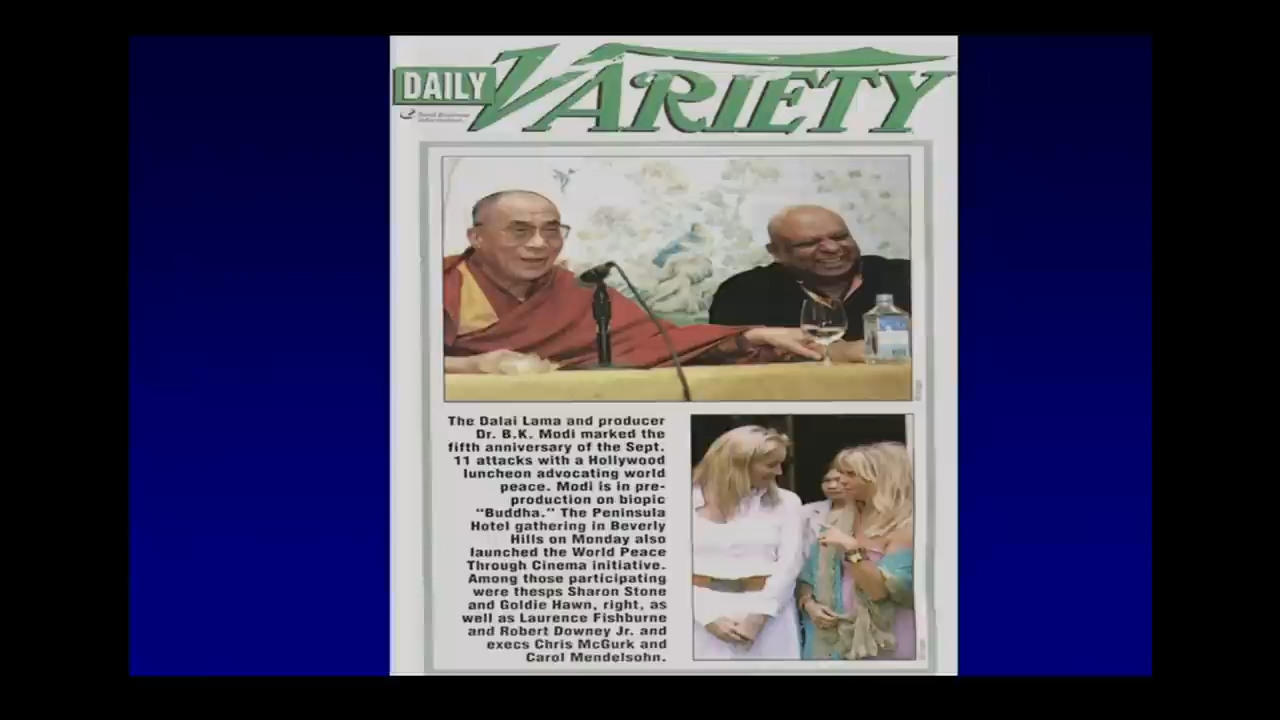 DAILY VARIETY
Reed Business
Information
The Dalai Lama and producer
Dr. B.K. Modi marked the
fifth anniversary of the Sept.
11 attacks with a Hollywood
luncheon advocating world
peace. Modi is in pre-
production on biopic
“Buddha.” The Peninsula
Hotel gathering in Beverly
Hills on Monday also
launched the World Peace
Through Cinema initiative.
Among those participating
were thesps Sharon Stone
and Goldie Hawn, right, as
well as Laurence Fishburne
and Robert Downey Jr. and
execs Chris McGurk and
Carol Mendelsohn.